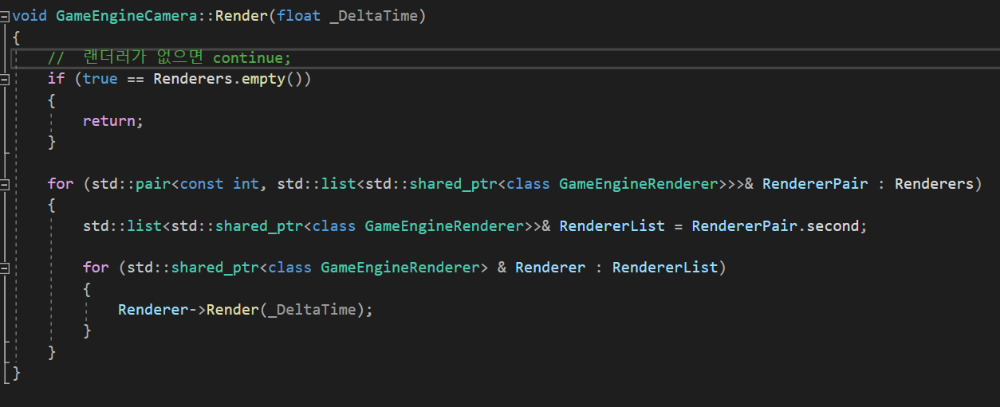 void GameEngineCamera::Render(float _DeltaTime)
{
// 랜더러가 없으면 continue;
if (true == Renderers.empty())
{
return;
}
for (std::pair<const int, std::list<std::shared_ptr<class GameEngineRenderer>>>& RendererPair : Renderers)
{
std::list<std::shared_ptr<class GameEngineRenderer>>& RendererList = RendererPair.second;
for (std::shared_ptr<class GameEngineRenderer> & Renderer : RendererList)
{
Renderer->Render(_DeltaTime);
}
}
}